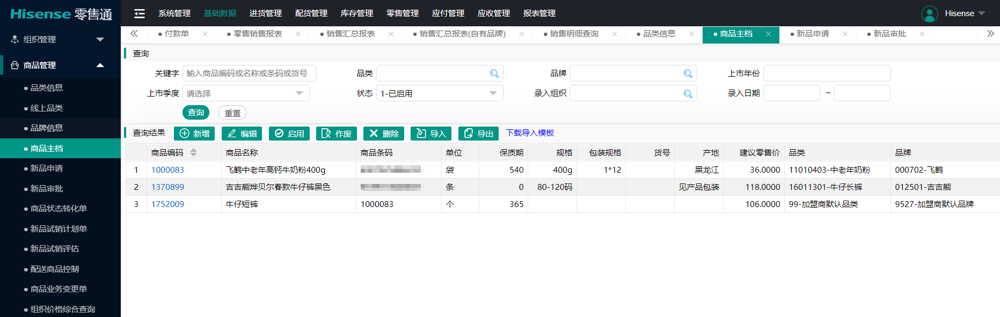 Hisense 零售通
系统管理 基础数据 进货管理 配货管理 库存管理 零售管理 应付管理 应收管理 报表管理
Hisense
组织管理
商品管理
品类信息
线上品类
品牌信息
商品主档
新品申请
新品审批
商品状态转化单
新品试销计划单
新品试销评估
配送商品控制
商品业务变更单
组织价格综合查询
付款单 零售销售报表 销售汇总报表 销售汇总报表(自有品牌) 销售明细查询 品类信息 商品主档 新品申请 新品审批
查询
关键字 输入商品编码或名称或条码或货号 品类 品牌 上市年份
上市季度 请选择 状态 1-已启用 录入组织 录入日期 ~
查询 重置
查询结果 新增 编辑 启用 作废 删除 导入 导出 下载导入模板
商品编码 商品名称 商品条码 单位 保质期 规格 包装规格 货号 产地 建议零售价 品类 品牌
1 1000083 飞鹤中老年高钙牛奶粉400g 袋 540 400g 1*12 黑龙江 36.0000 11010403-中老年奶粉 000702-飞鹤
2 1370899 吉吉熊烨贝尔春款牛仔裤黑色 条 0 80-120码 见产品包装 118.0000 16011301-牛仔长裤 012501-吉吉熊
3 1752009 牛仔短裤 1000083 个 365 106.0000 99-加盟商默认品类 9527-加盟商默认品牌